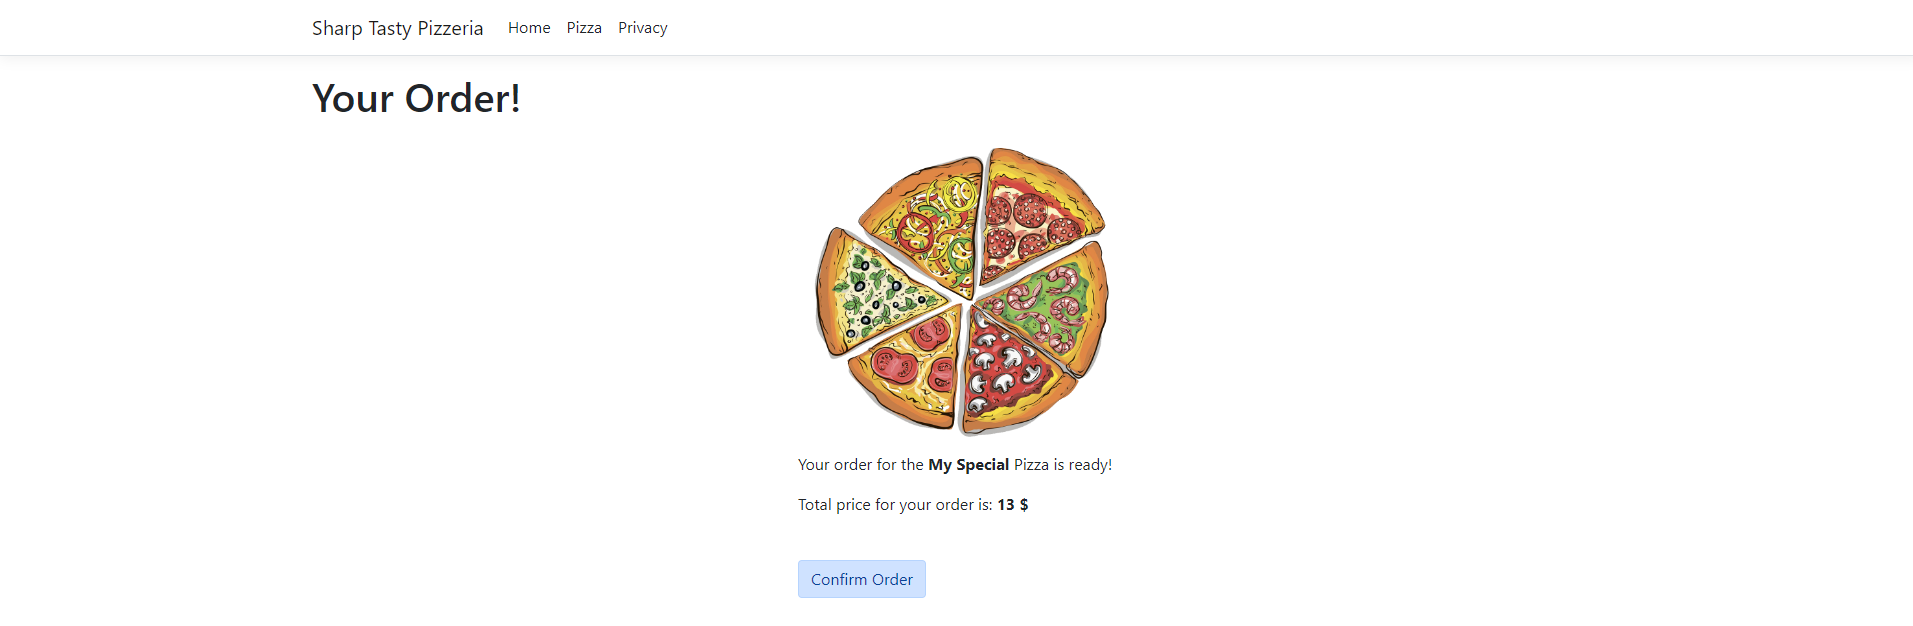 Sharp Tasty Pizzeria Home Pizza Privacy
Your Order!
Your order for the My Special Pizza is ready!
Total price for your order is: 13 $
Confirm Order